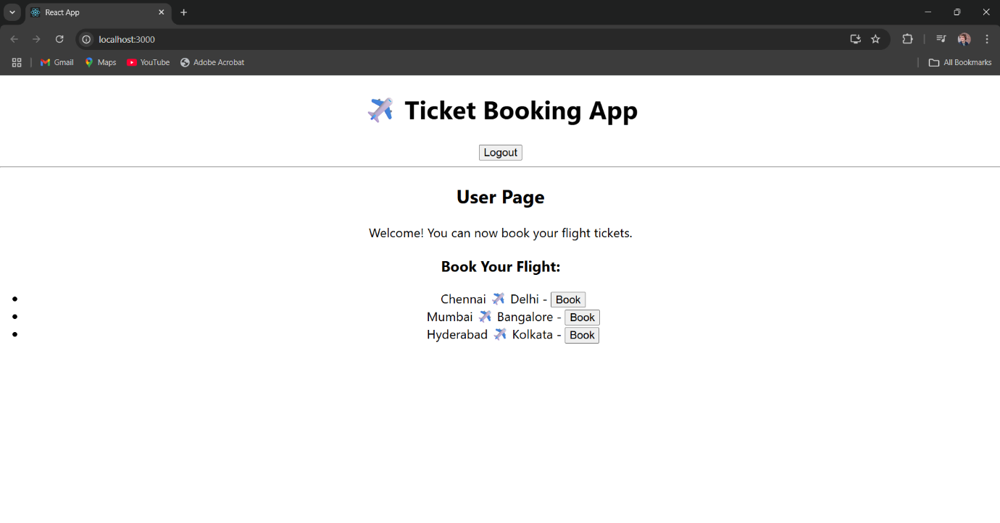 React App
localhost:3000
Gmail Maps YouTube Adobe Acrobat All Bookmarks
✈️ Ticket Booking App
Logout
User Page
Welcome! You can now book your flight tickets.
Book Your Flight:
• Chennai ✈️ Delhi - Book
• Mumbai ✈️ Bangalore - Book
• Hyderabad ✈️ Kolkata - Book